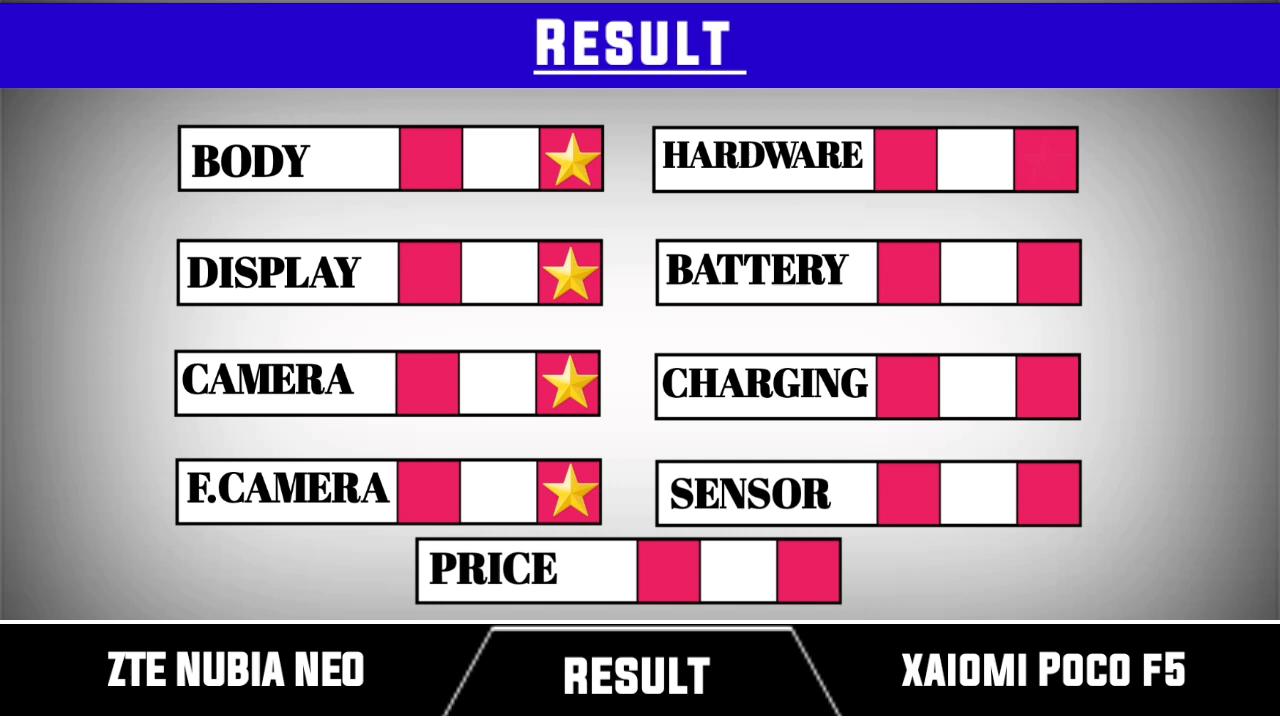 RESULT
BODY
HARDWARE
DISPLAY
BATTERY
CAMERA
CHARGING
F.CAMERA
SENSOR
PRICE
ZTE NUBIA NEO
RESULT
XAIOMI POCO F5